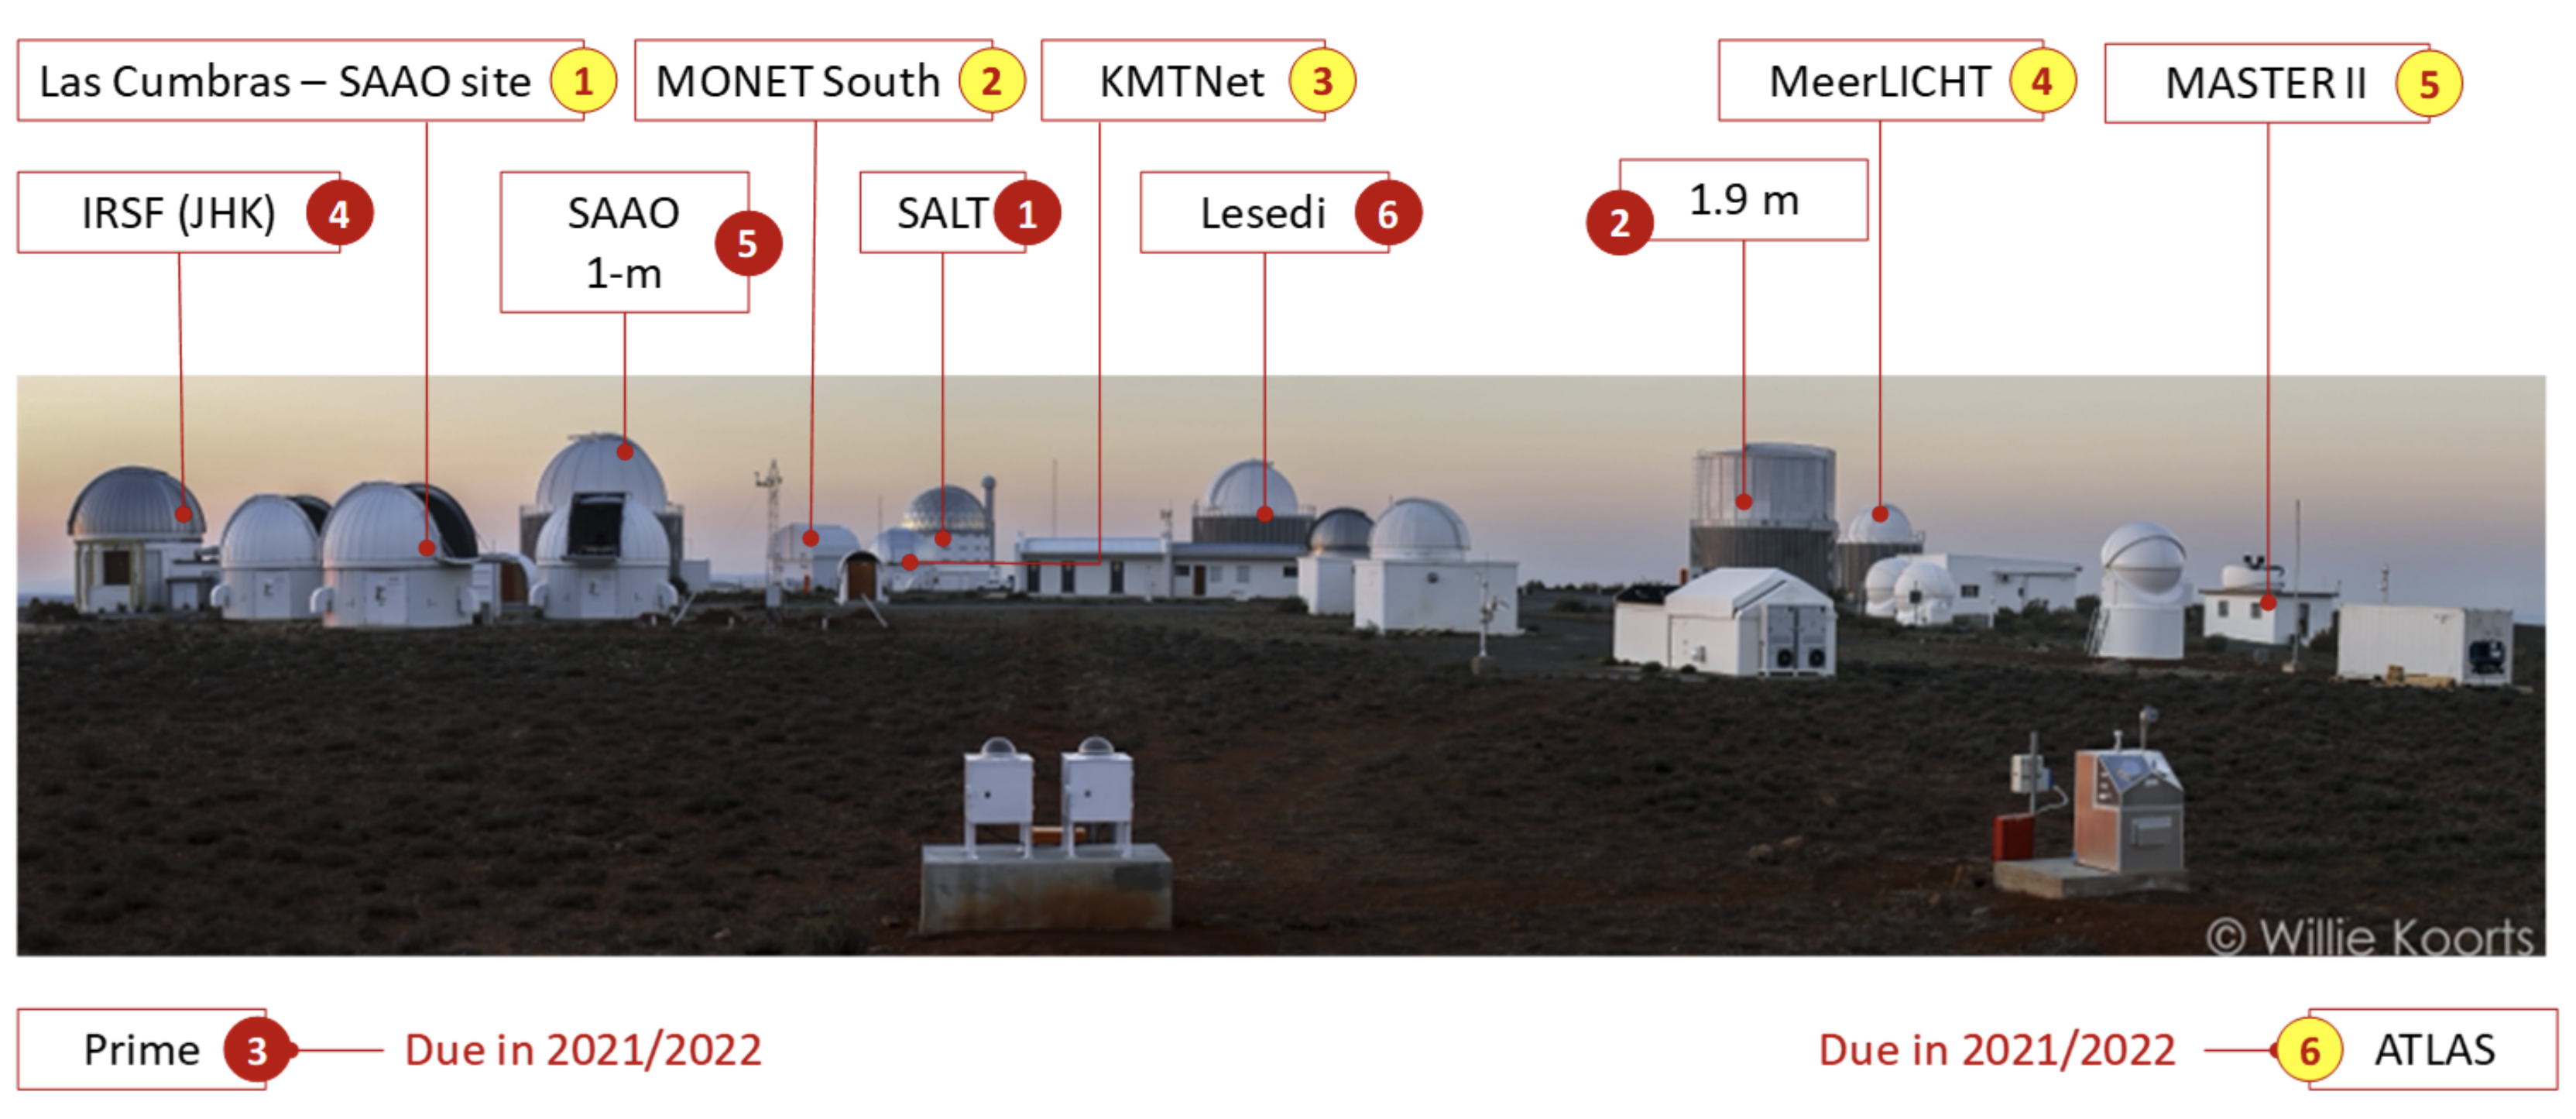 Las Cumbras – SAAO site 1
MONET South 2
KMTNet 3
MeerLICHT 4
MASTER II 5
IRSF (JHK) 4
SAAO
1-m 5
SALT 1
Lesedi 6
2 1.9 m
© Willie Koorts
Prime 3 Due in 2021/2022
Due in 2021/2022 6 ATLAS